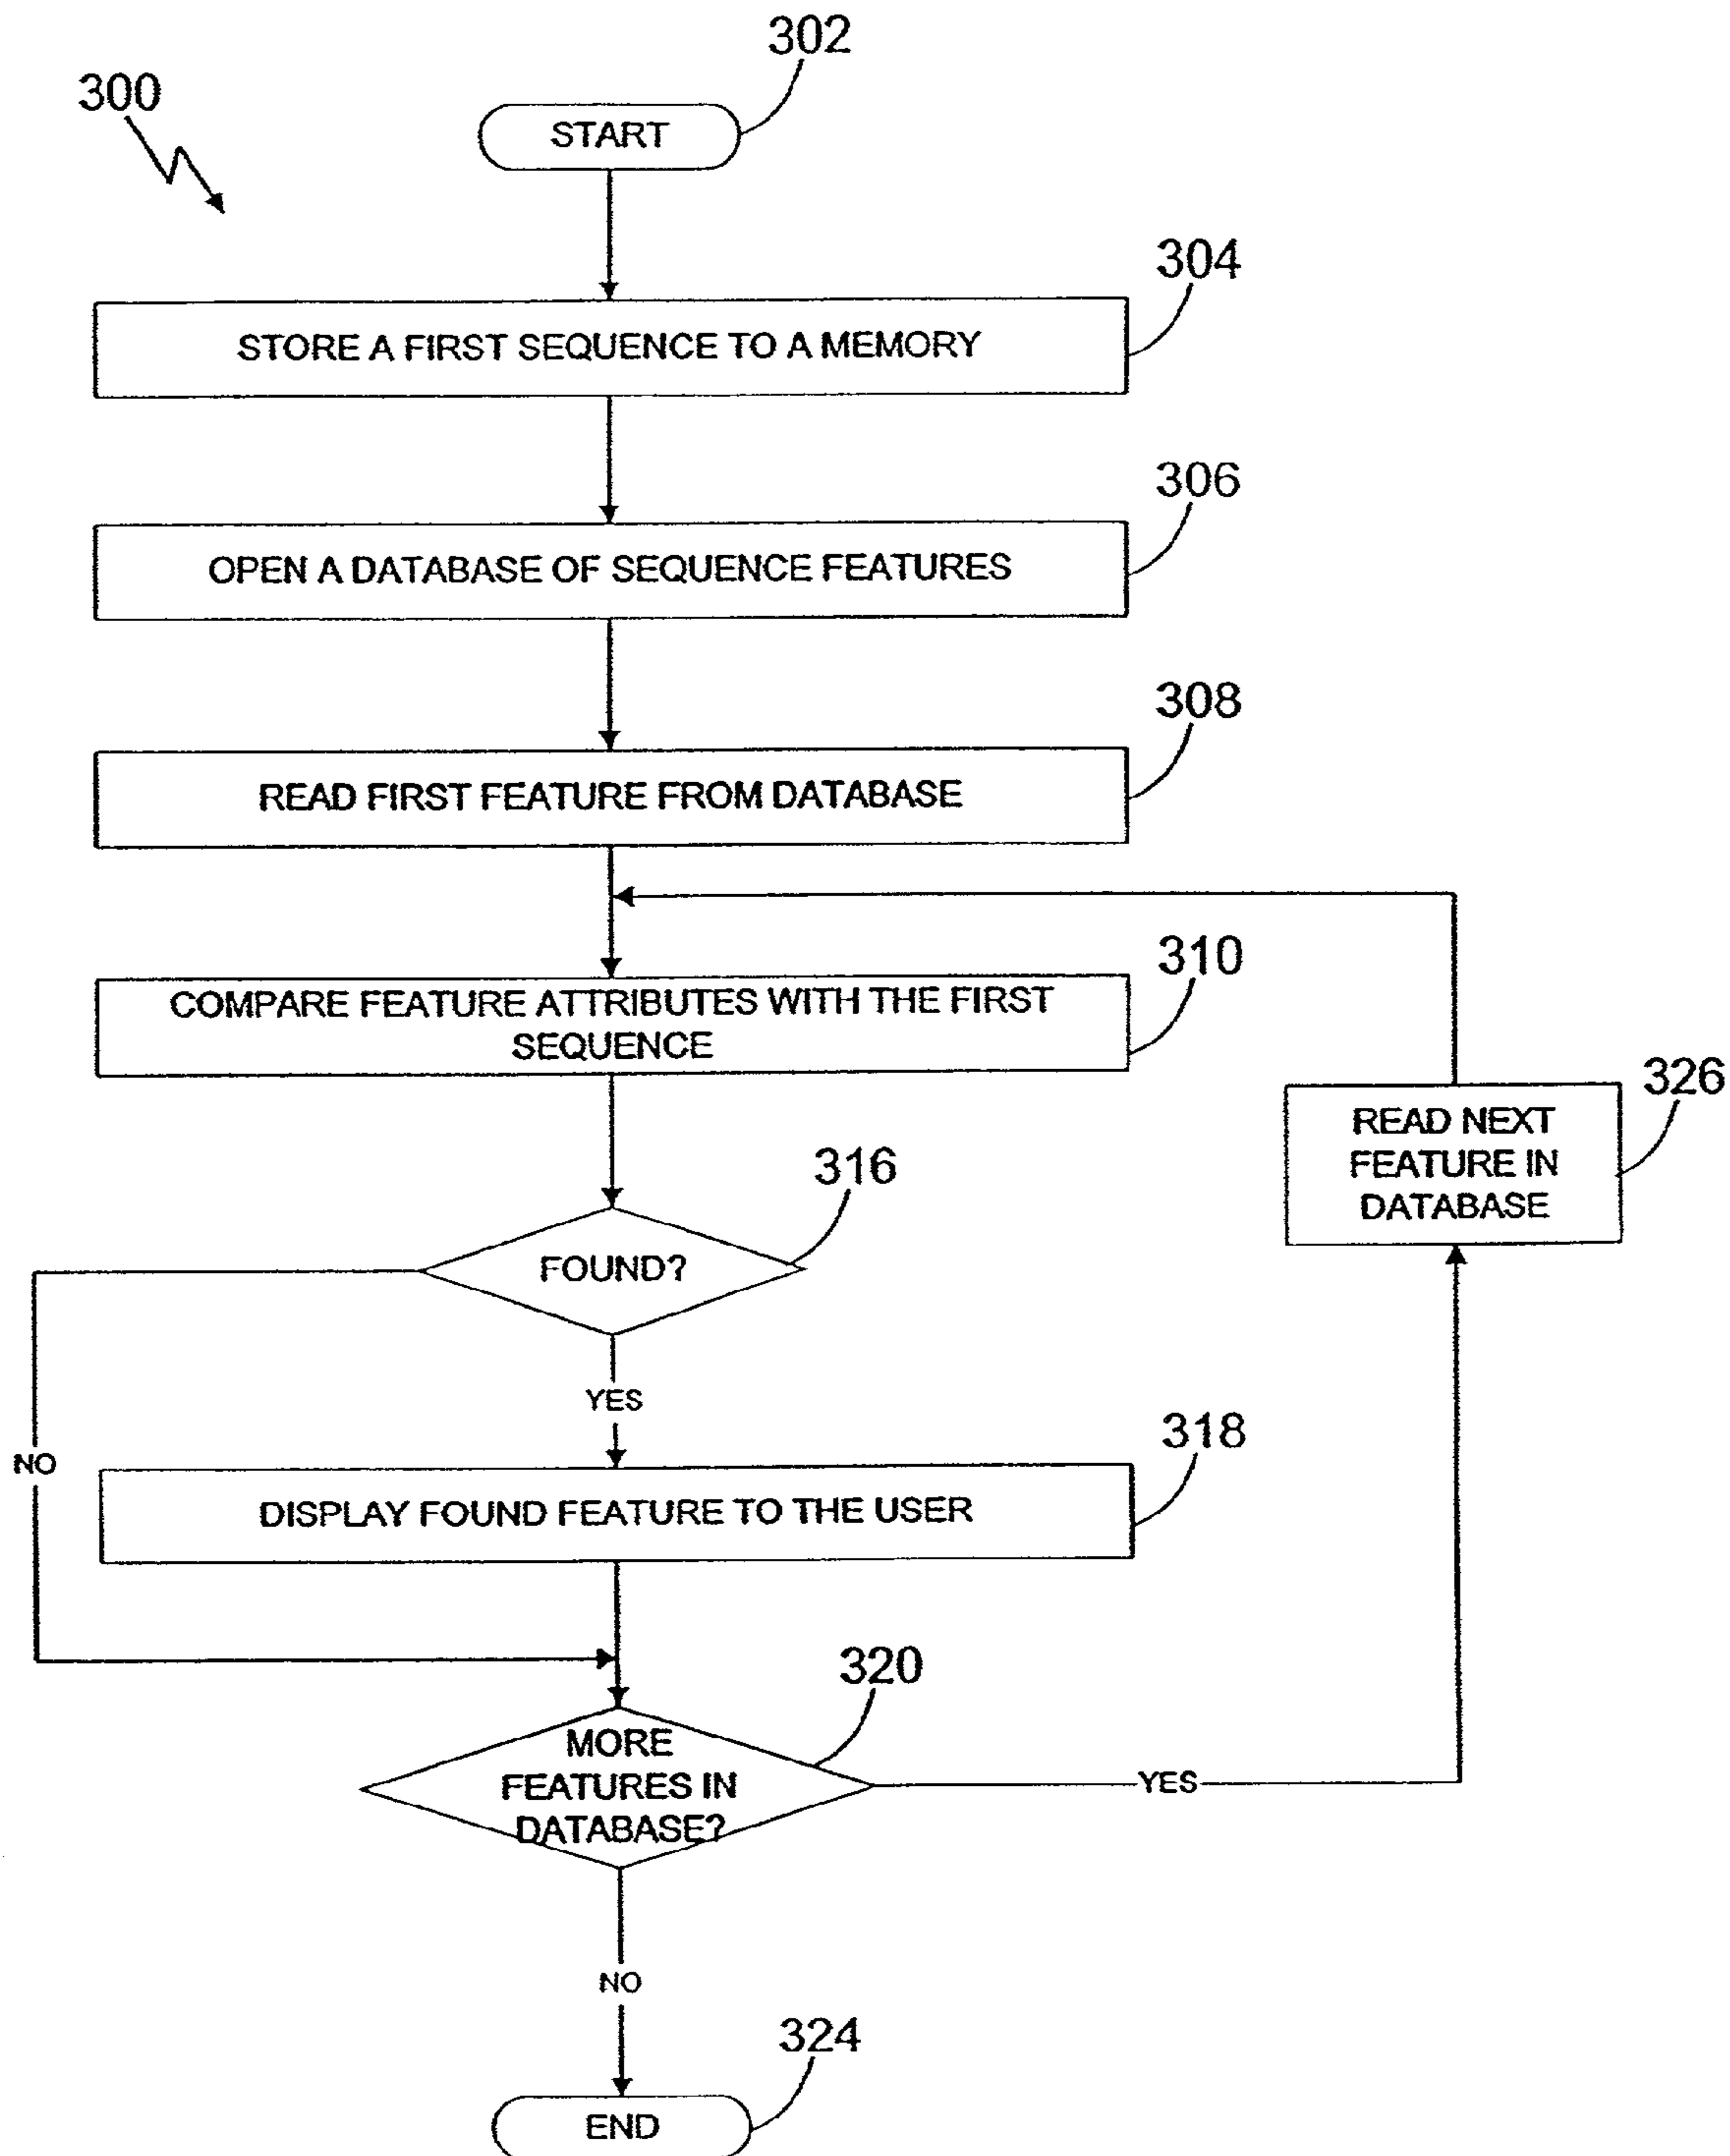 302
300
START
304
STORE A FIRST SEQUENCE TO A MEMORY
306
OPEN A DATABASE OF SEQUENCE FEATURES
308
READ FIRST FEATURE FROM DATABASE
310
COMPARE FEATURE ATTRIBUTES WITH THE FIRST
SEQUENCE
326
READ NEXT
FEATURE IN
DATABASE
316
FOUND?
YES
NO
318
DISPLAY FOUND FEATURE TO THE USER
320
MORE
FEATURES IN
DATABASE?
YES
NO
324
END